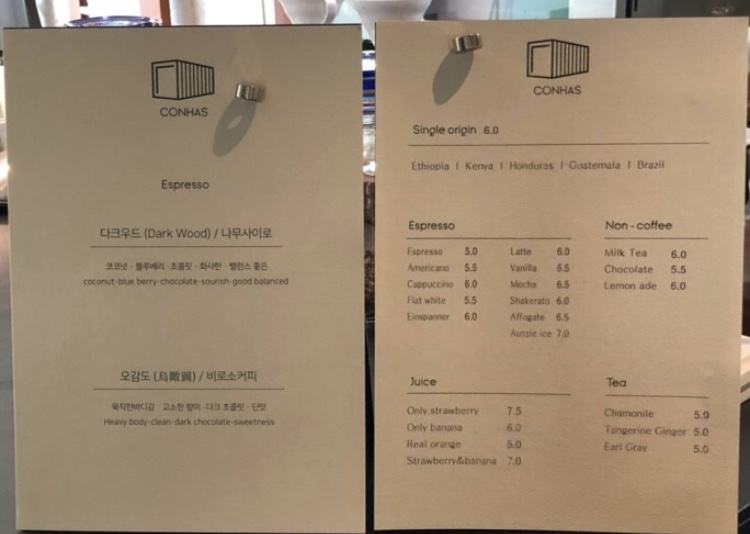 CONHAS
Espresso
다크우드 (Dark Wood) / 나무사이로
코코넛 · 블루베리 · 초콜릿 · 화사한 · 밸런스 좋은
coconut·blue berry·chocolate·sourish·good balanced
오감도 (烏瞰圖) / 비로소커피
묵직한바디감 · 고소한 향미 · 다크 초콜릿 · 단맛
Heavy body·clean·dark chocolate·sweetness
CONHAS
Single origin 6.0
Ethiopia | Kenya | Honduras | Guatemala | Brazil
Espresso
Espresso 5.0
Americano 5.5
Cappuccino 6.0
Flat white 5.5
Einspanner 6.0
Latte 6.0
Vanilla 6.5
Mocha 6.5
Shakerato 6.0
Affogate 6.5
Aussie ice 7.0
Non - coffee
Milk Tea 6.0
Chocolate 5.5
Lemon ade 6.0
Juice
Only strawberry 7.5
Only banana 6.0
Real orange 5.0
Strawberry&banana 7.0
Tea
Chamonile 5.0
Tangerine Ginger 5.0
Earl Gray 5.0